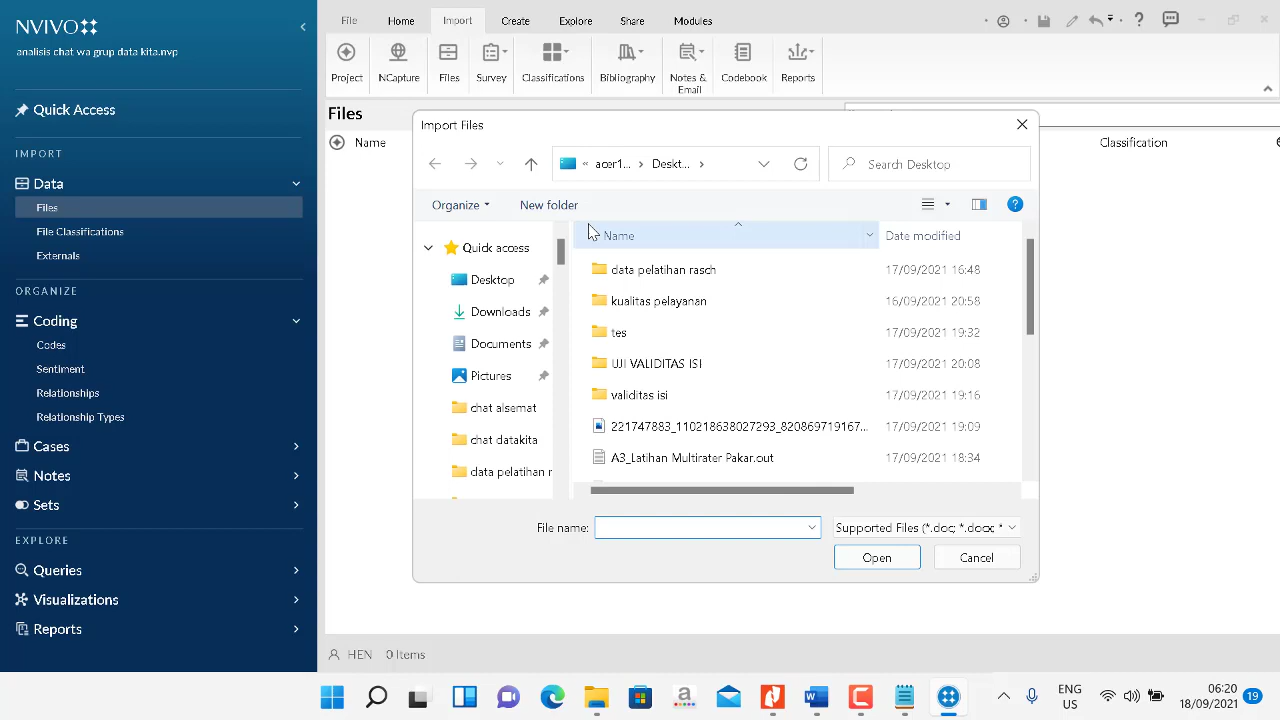 NVIVO
analisis chat wa grup data kita.nvp
Quick Access
IMPORT
Data
Files
File Classifications
Externals
ORGANIZE
Coding
Codes
Sentiment
Relationships
Relationship Types
Cases
Notes
Sets
EXPLORE
Queries
Visualizations
Reports
File Home Import Create Explore Share Modules
Project NCapture Files Survey Classifications Bibliography Notes & Email Codebook Reports
Files
Name Classification
Import Files
« acer1... › Deskt... ›
Search Desktop
Organize New folder
Quick access
Desktop
Downloads
Documents
Pictures
chat alsemat
chat datakita
data pelatihan r
Name Date modified
data pelatihan rasch 17/09/2021 16:48
kualitas pelayanan 16/09/2021 20:58
tes 17/09/2021 19:32
UJI VALIDITAS ISI 17/09/2021 20:08
validitas isi 17/09/2021 19:16
221747883_110218638027293_820869719167... 17/09/2021 19:09
A3_Latihan Multirater Pakar.out 17/09/2021 18:34
File name: Supported Files (*.doc; *.docx; *
Open Cancel
HEN 0 Items
ENG
US
06:20
18/09/2021
19